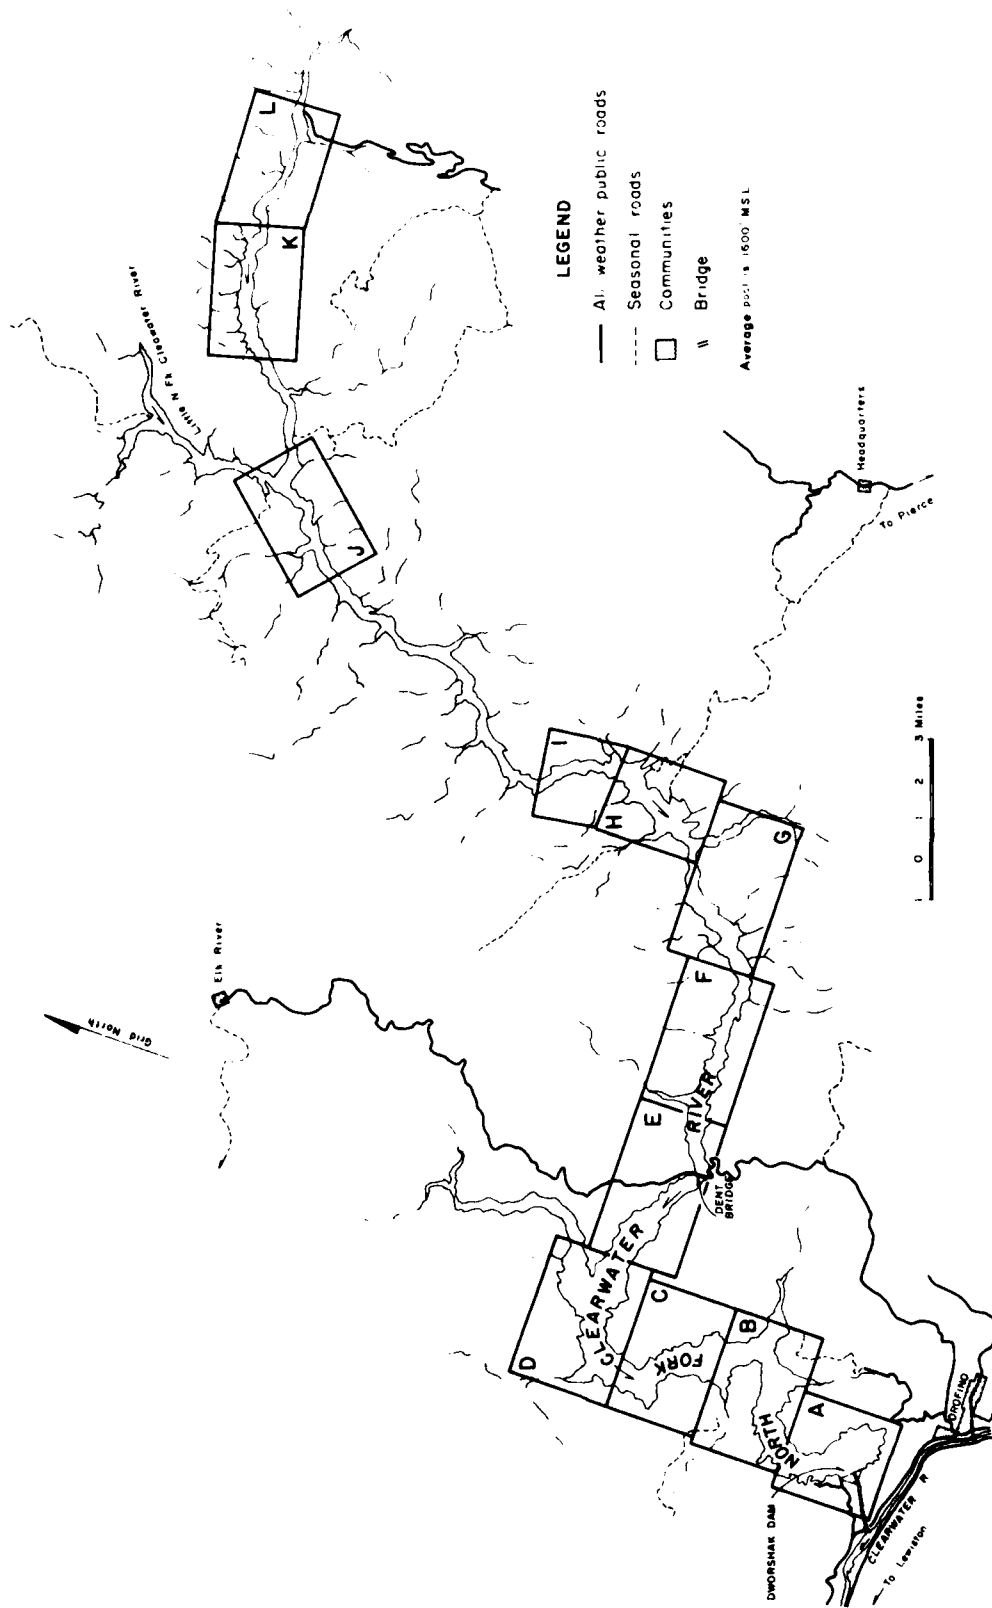 L
K
Little N Fk Clearwater River
J
LEGEND
All weather public roads
Seasonal roads
Communities
Bridge
Average pool is 1600' MSL
Headquarters
To Pierce
I
H
G
1 0 1 2 3 Miles
Elk River
Grid North
F
E
RIVER
DENT
BRIDGE
D
CLEARWATER
C
FORK
B
NORTH
A
DWORSHAK DAM
OROFINO
CLEARWATER R
To Lewiston